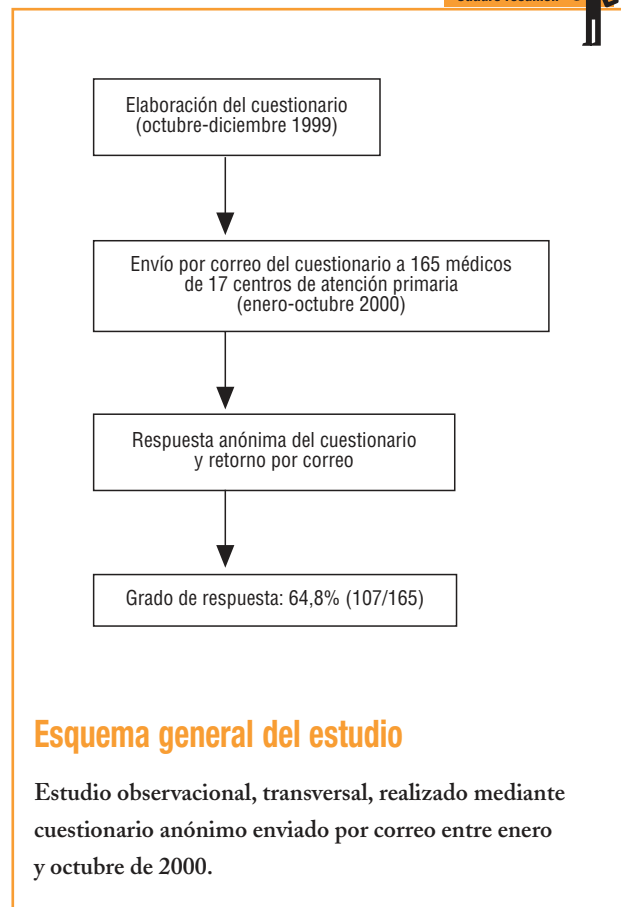 Elaboración del cuestionario
(octubre-diciembre 1999)
Envío por correo del cuestionario a 165 médicos
de 17 centros de atención primaria
(enero-octubre 2000)
Respuesta anónima del cuestionario
y retorno por correo
Grado de respuesta: 64,8% (107/165)
Esquema general del estudio
Estudio observacional, transversal, realizado mediante
cuestionario anónimo enviado por correo entre enero
y octubre de 2000.